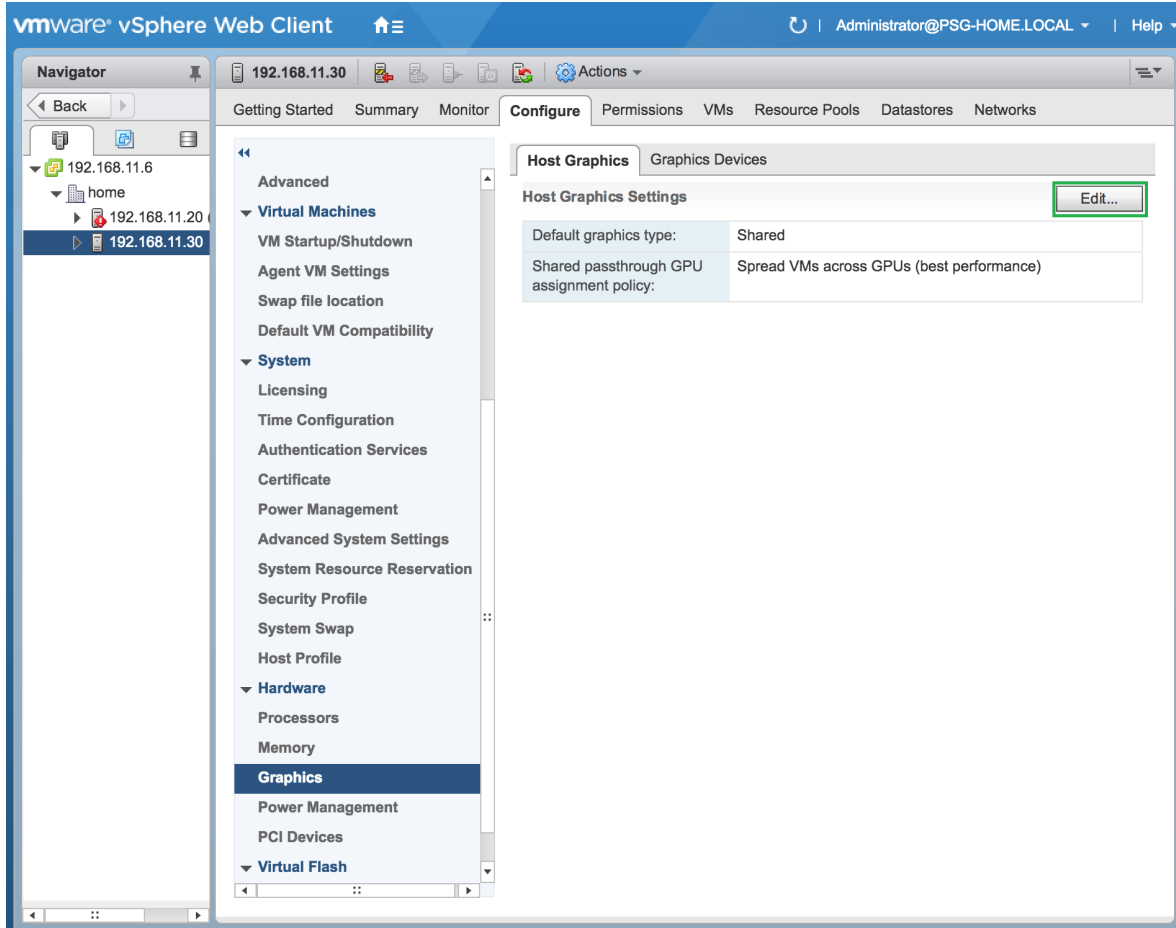 vmware® vSphere Web Client
Administrator@PSG-HOME.LOCAL
Help
Navigator
Back
192.168.11.6
home
192.168.11.20 (
192.168.11.30
192.168.11.30
Actions
Getting Started Summary Monitor Configure Permissions VMs Resource Pools Datastores Networks
Advanced
Virtual Machines
VM Startup/Shutdown
Agent VM Settings
Swap file location
Default VM Compatibility
System
Licensing
Time Configuration
Authentication Services
Certificate
Power Management
Advanced System Settings
System Resource Reservation
Security Profile
System Swap
Host Profile
Hardware
Processors
Memory
Graphics
Power Management
PCI Devices
Virtual Flash
Host Graphics Graphics Devices
Host Graphics Settings
Edit...
Default graphics type: Shared
Shared passthrough GPU Spread VMs across GPUs (best performance)
assignment policy: